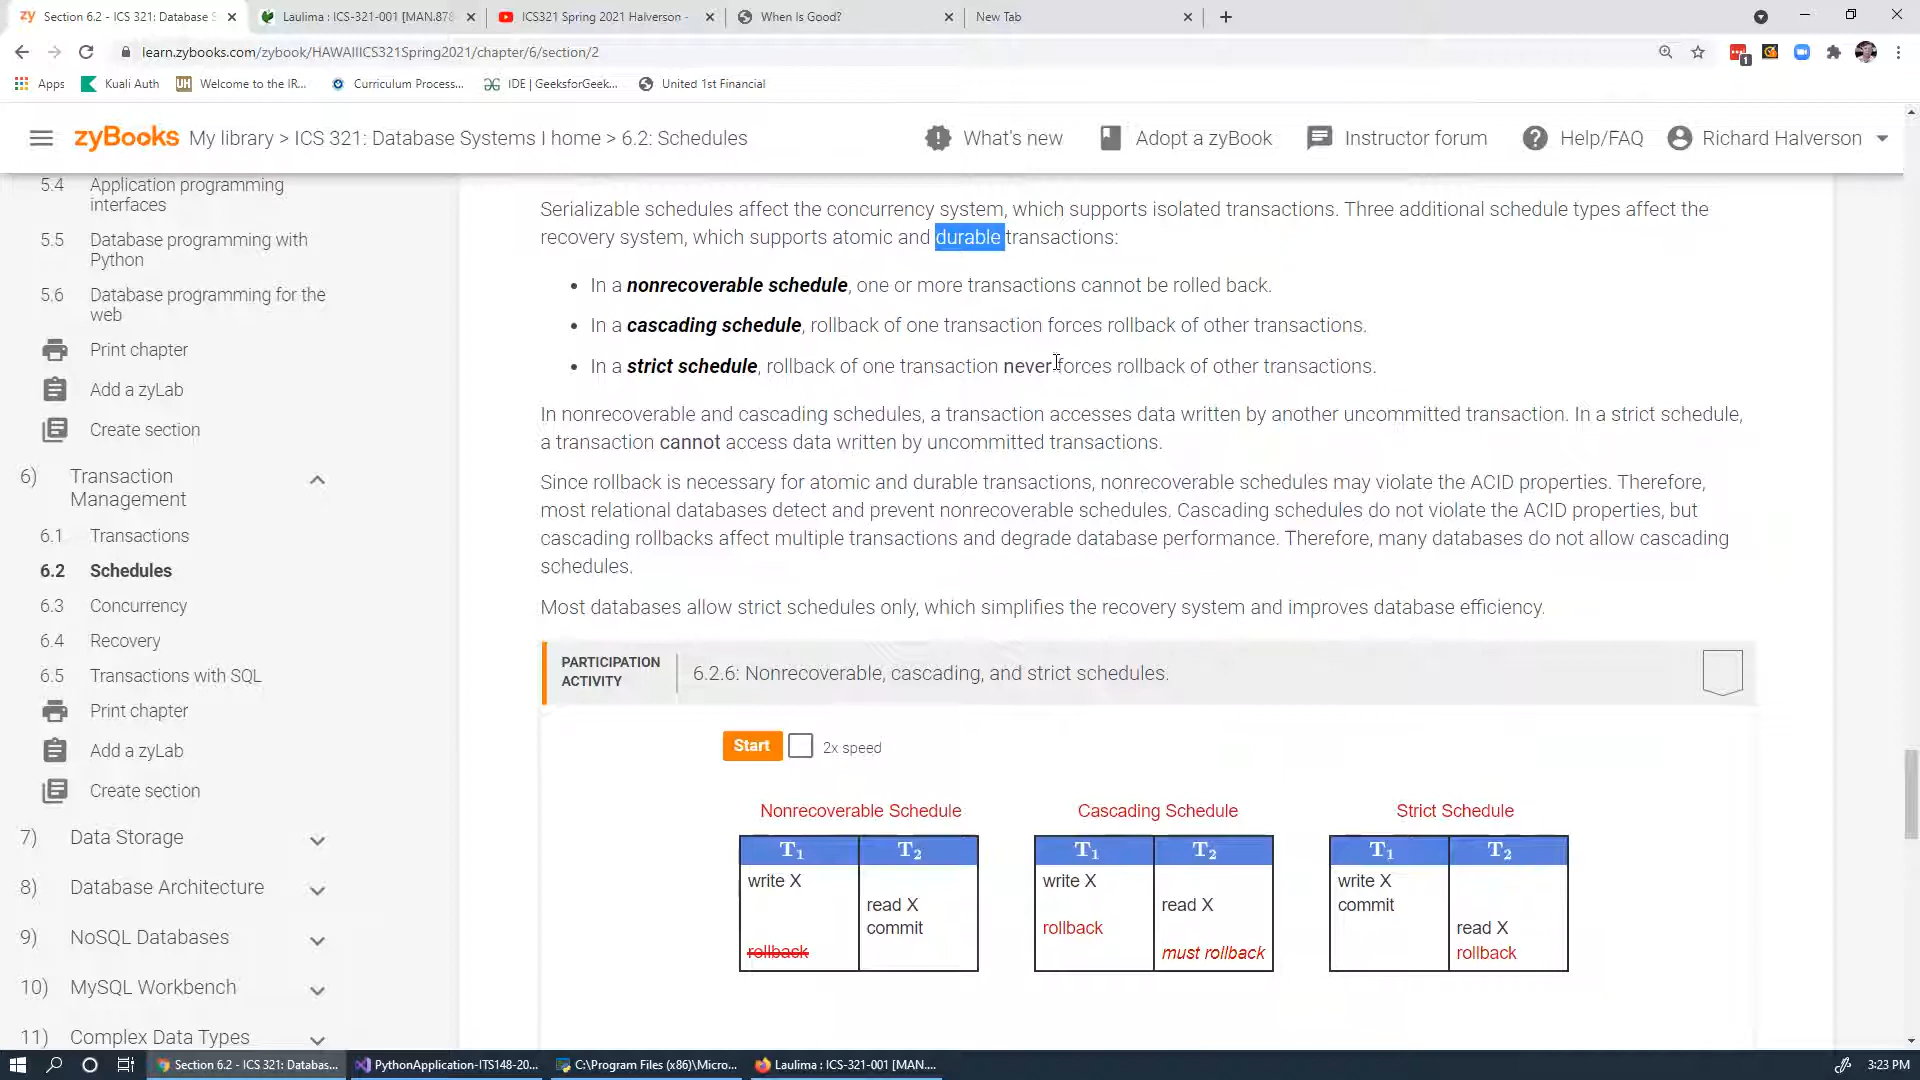 Section 6.2 - ICS 321: Database S
Laulima : ICS-321-001 [MAN.878
ICS321 Spring 2021 Halverson -
When Is Good?
New Tab
learn.zybooks.com/zybook/HAWAIIICS321Spring2021/chapter/6/section/2
1
Apps
Kuali Auth
UH
Welcome to the IR...
Curriculum Process...
IDE | GeeksforGeek...
United 1st Financial
zyBooks My library > ICS 321: Database Systems I home > 6.2: Schedules
What's new
Adopt a zyBook
Instructor forum
Help/FAQ
Richard Halverson
5.4 Application programming
interfaces
5.5 Database programming with
Python
5.6 Database programming for the
web
Print chapter
Add a zyLab
Create section
6) Transaction
Management
6.1 Transactions
6.2 Schedules
6.3 Concurrency
6.4 Recovery
6.5 Transactions with SQL
Print chapter
Add a zyLab
Create section
7) Data Storage
8) Database Architecture
9) NoSQL Databases
10) MySQL Workbench
11) Complex Data Types
Serializable schedules affect the concurrency system, which supports isolated transactions. Three additional schedule types affect the
recovery system, which supports atomic and durable transactions:
• In a nonrecoverable schedule, one or more transactions cannot be rolled back.
• In a cascading schedule, rollback of one transaction forces rollback of other transactions.
• In a strict schedule, rollback of one transaction never forces rollback of other transactions.
In nonrecoverable and cascading schedules, a transaction accesses data written by another uncommitted transaction. In a strict schedule,
a transaction cannot access data written by uncommitted transactions.
Since rollback is necessary for atomic and durable transactions, nonrecoverable schedules may violate the ACID properties. Therefore,
most relational databases detect and prevent nonrecoverable schedules. Cascading schedules do not violate the ACID properties, but
cascading rollbacks affect multiple transactions and degrade database performance. Therefore, many databases do not allow cascading
schedules.
Most databases allow strict schedules only, which simplifies the recovery system and improves database efficiency.
PARTICIPATION
ACTIVITY
6.2.6: Nonrecoverable, cascading, and strict schedules.
Start
2x speed
Nonrecoverable Schedule
T1 T2
write X
read X
commit
rollback
Cascading Schedule
T1 T2
write X
read X
rollback
must rollback
Strict Schedule
T1 T2
write X
commit
read X
rollback
Section 6.2 - ICS 321: Databas...
PythonApplication-ITS148-20...
C:\Program Files (x86)\Micro...
Laulima : ICS-321-001 [MAN....
3:23 PM